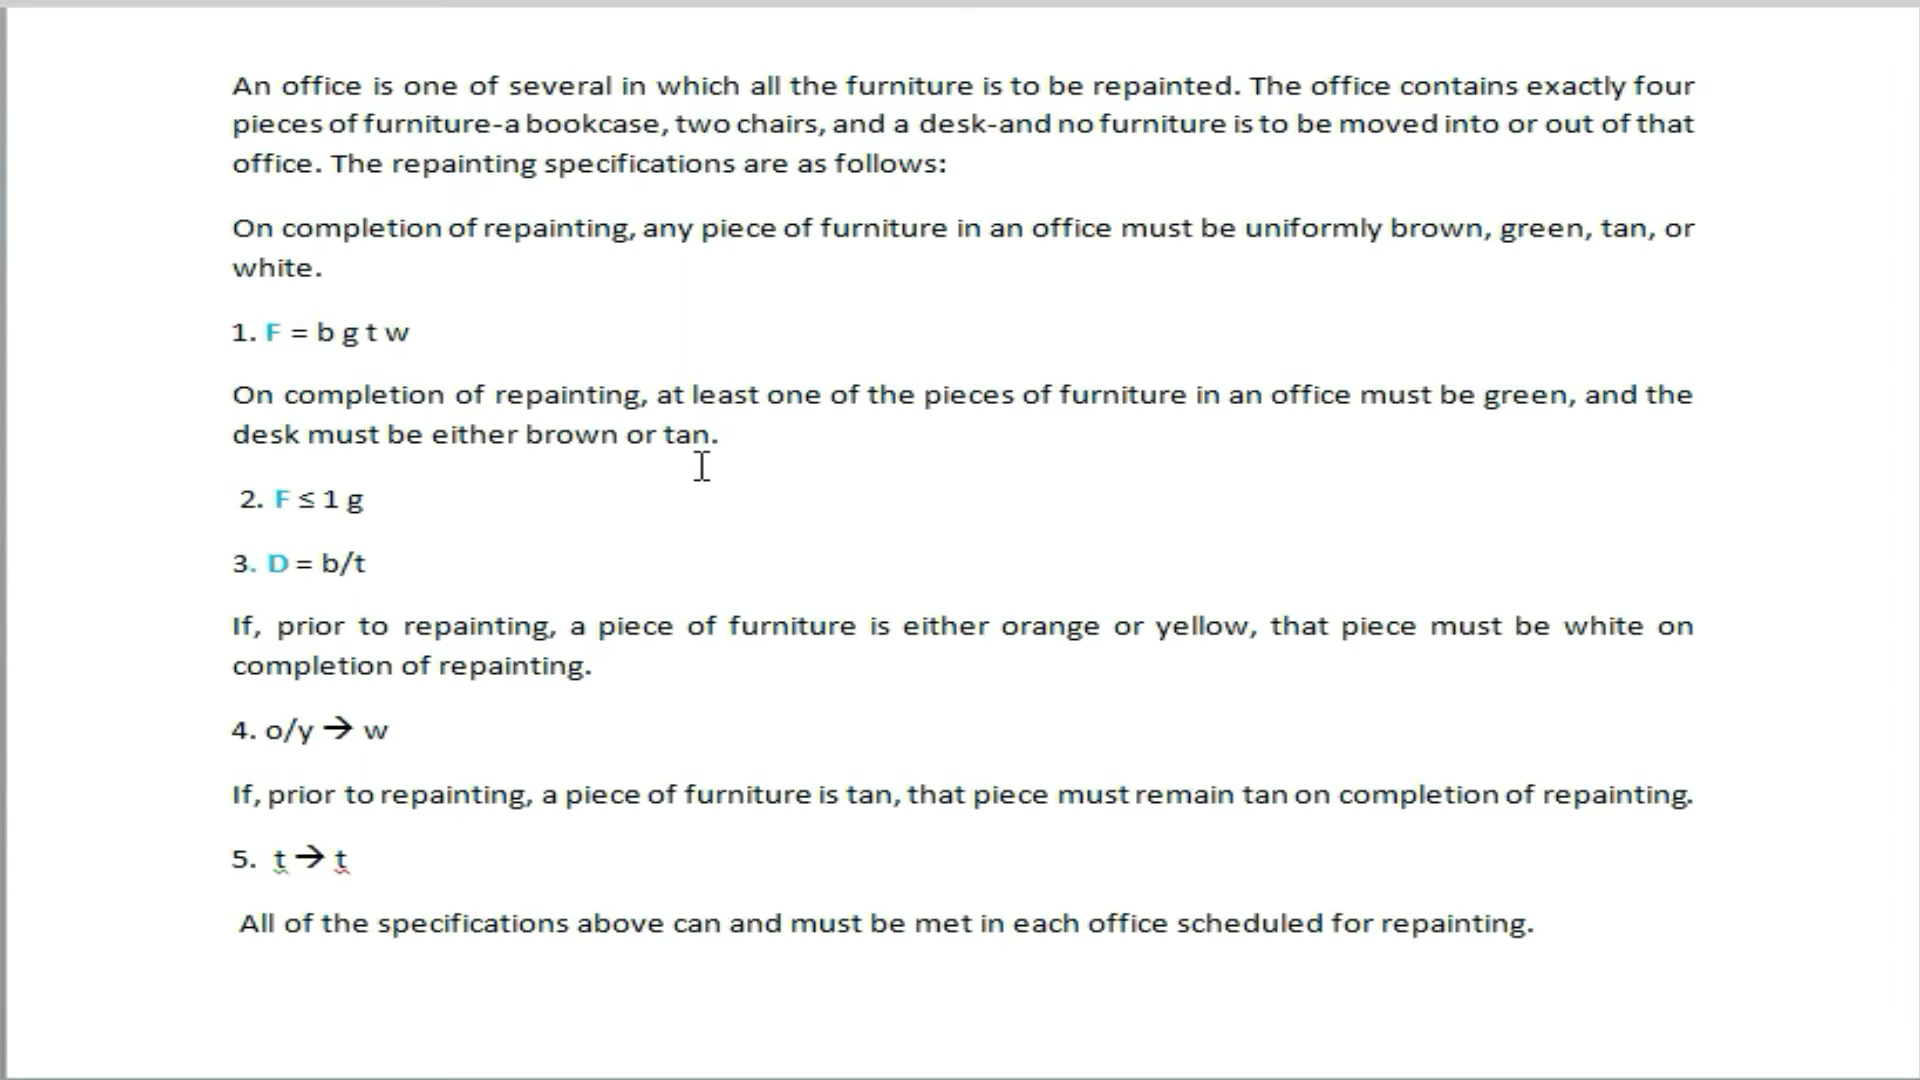 An office is one of several in which all the furniture is to be repainted. The office contains exactly four
pieces of furniture-a bookcase, two chairs, and a desk-and no furniture is to be moved into or out of that
office. The repainting specifications are as follows:
On completion of repainting, any piece of furniture in an office must be uniformly brown, green, tan, or
white.
1. F = b g t w
On completion of repainting, at least one of the pieces of furniture in an office must be green, and the
desk must be either brown or tan.
2. F ≤ 1 g
3. D = b/t
If, prior to repainting, a piece of furniture is either orange or yellow, that piece must be white on
completion of repainting.
4. o/y → w
If, prior to repainting, a piece of furniture is tan, that piece must remain tan on completion of repainting.
5. t → t
All of the specifications above can and must be met in each office scheduled for repainting.